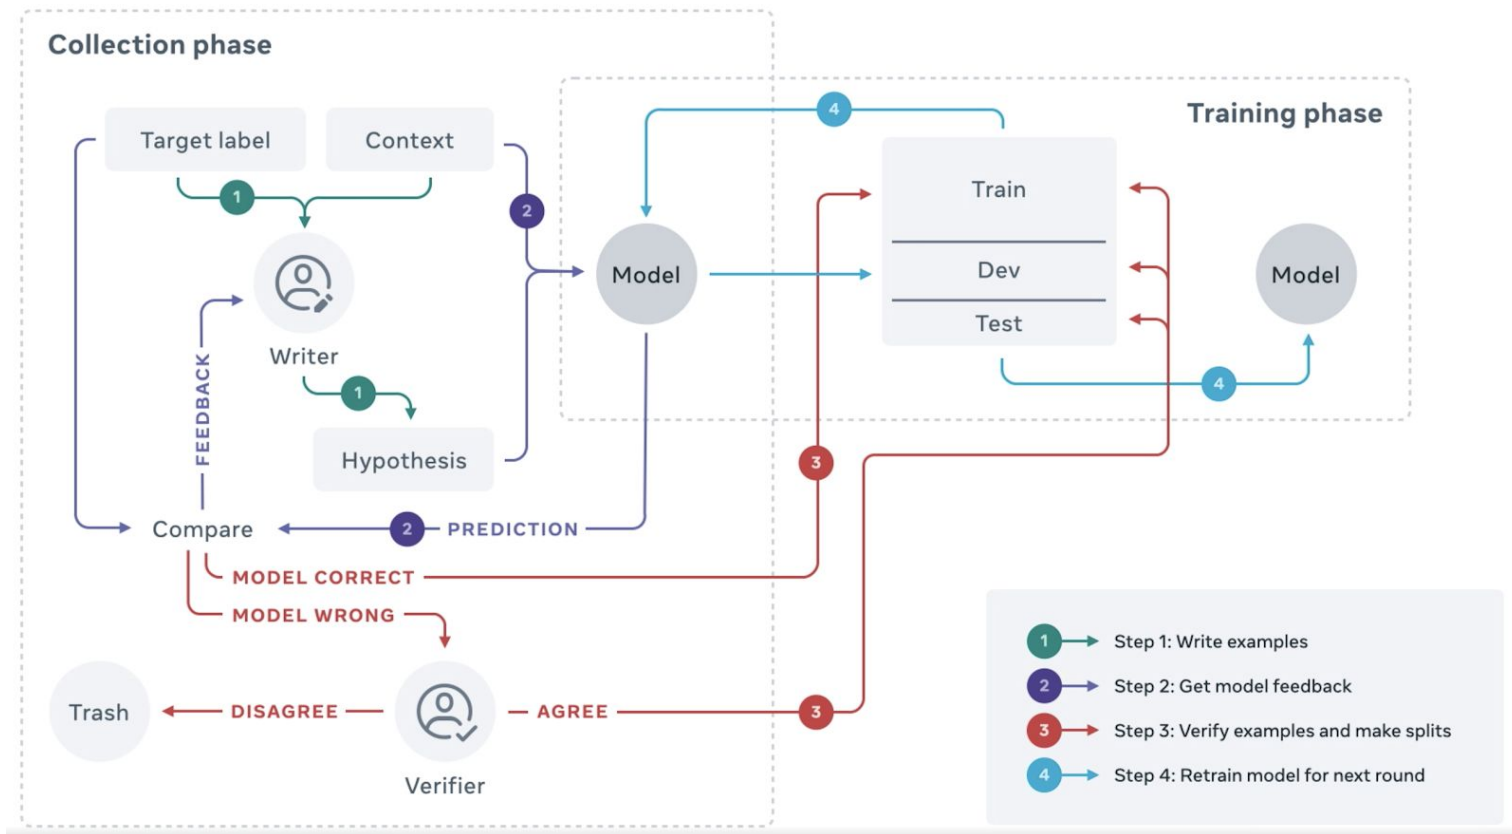 Collection phase
Training phase
4
Target label
Context
1
2
Train
Model
Dev
Model
Test
Writer
1
4
FEEDBACK
Hypothesis
3
Compare
2
PREDICTION
MODEL CORRECT
MODEL WRONG
Trash
DISAGREE
AGREE
3
Verifier
1 Step 1: Write examples
2 Step 2: Get model feedback
3 Step 3: Verify examples and make splits
4 Step 4: Retrain model for next round